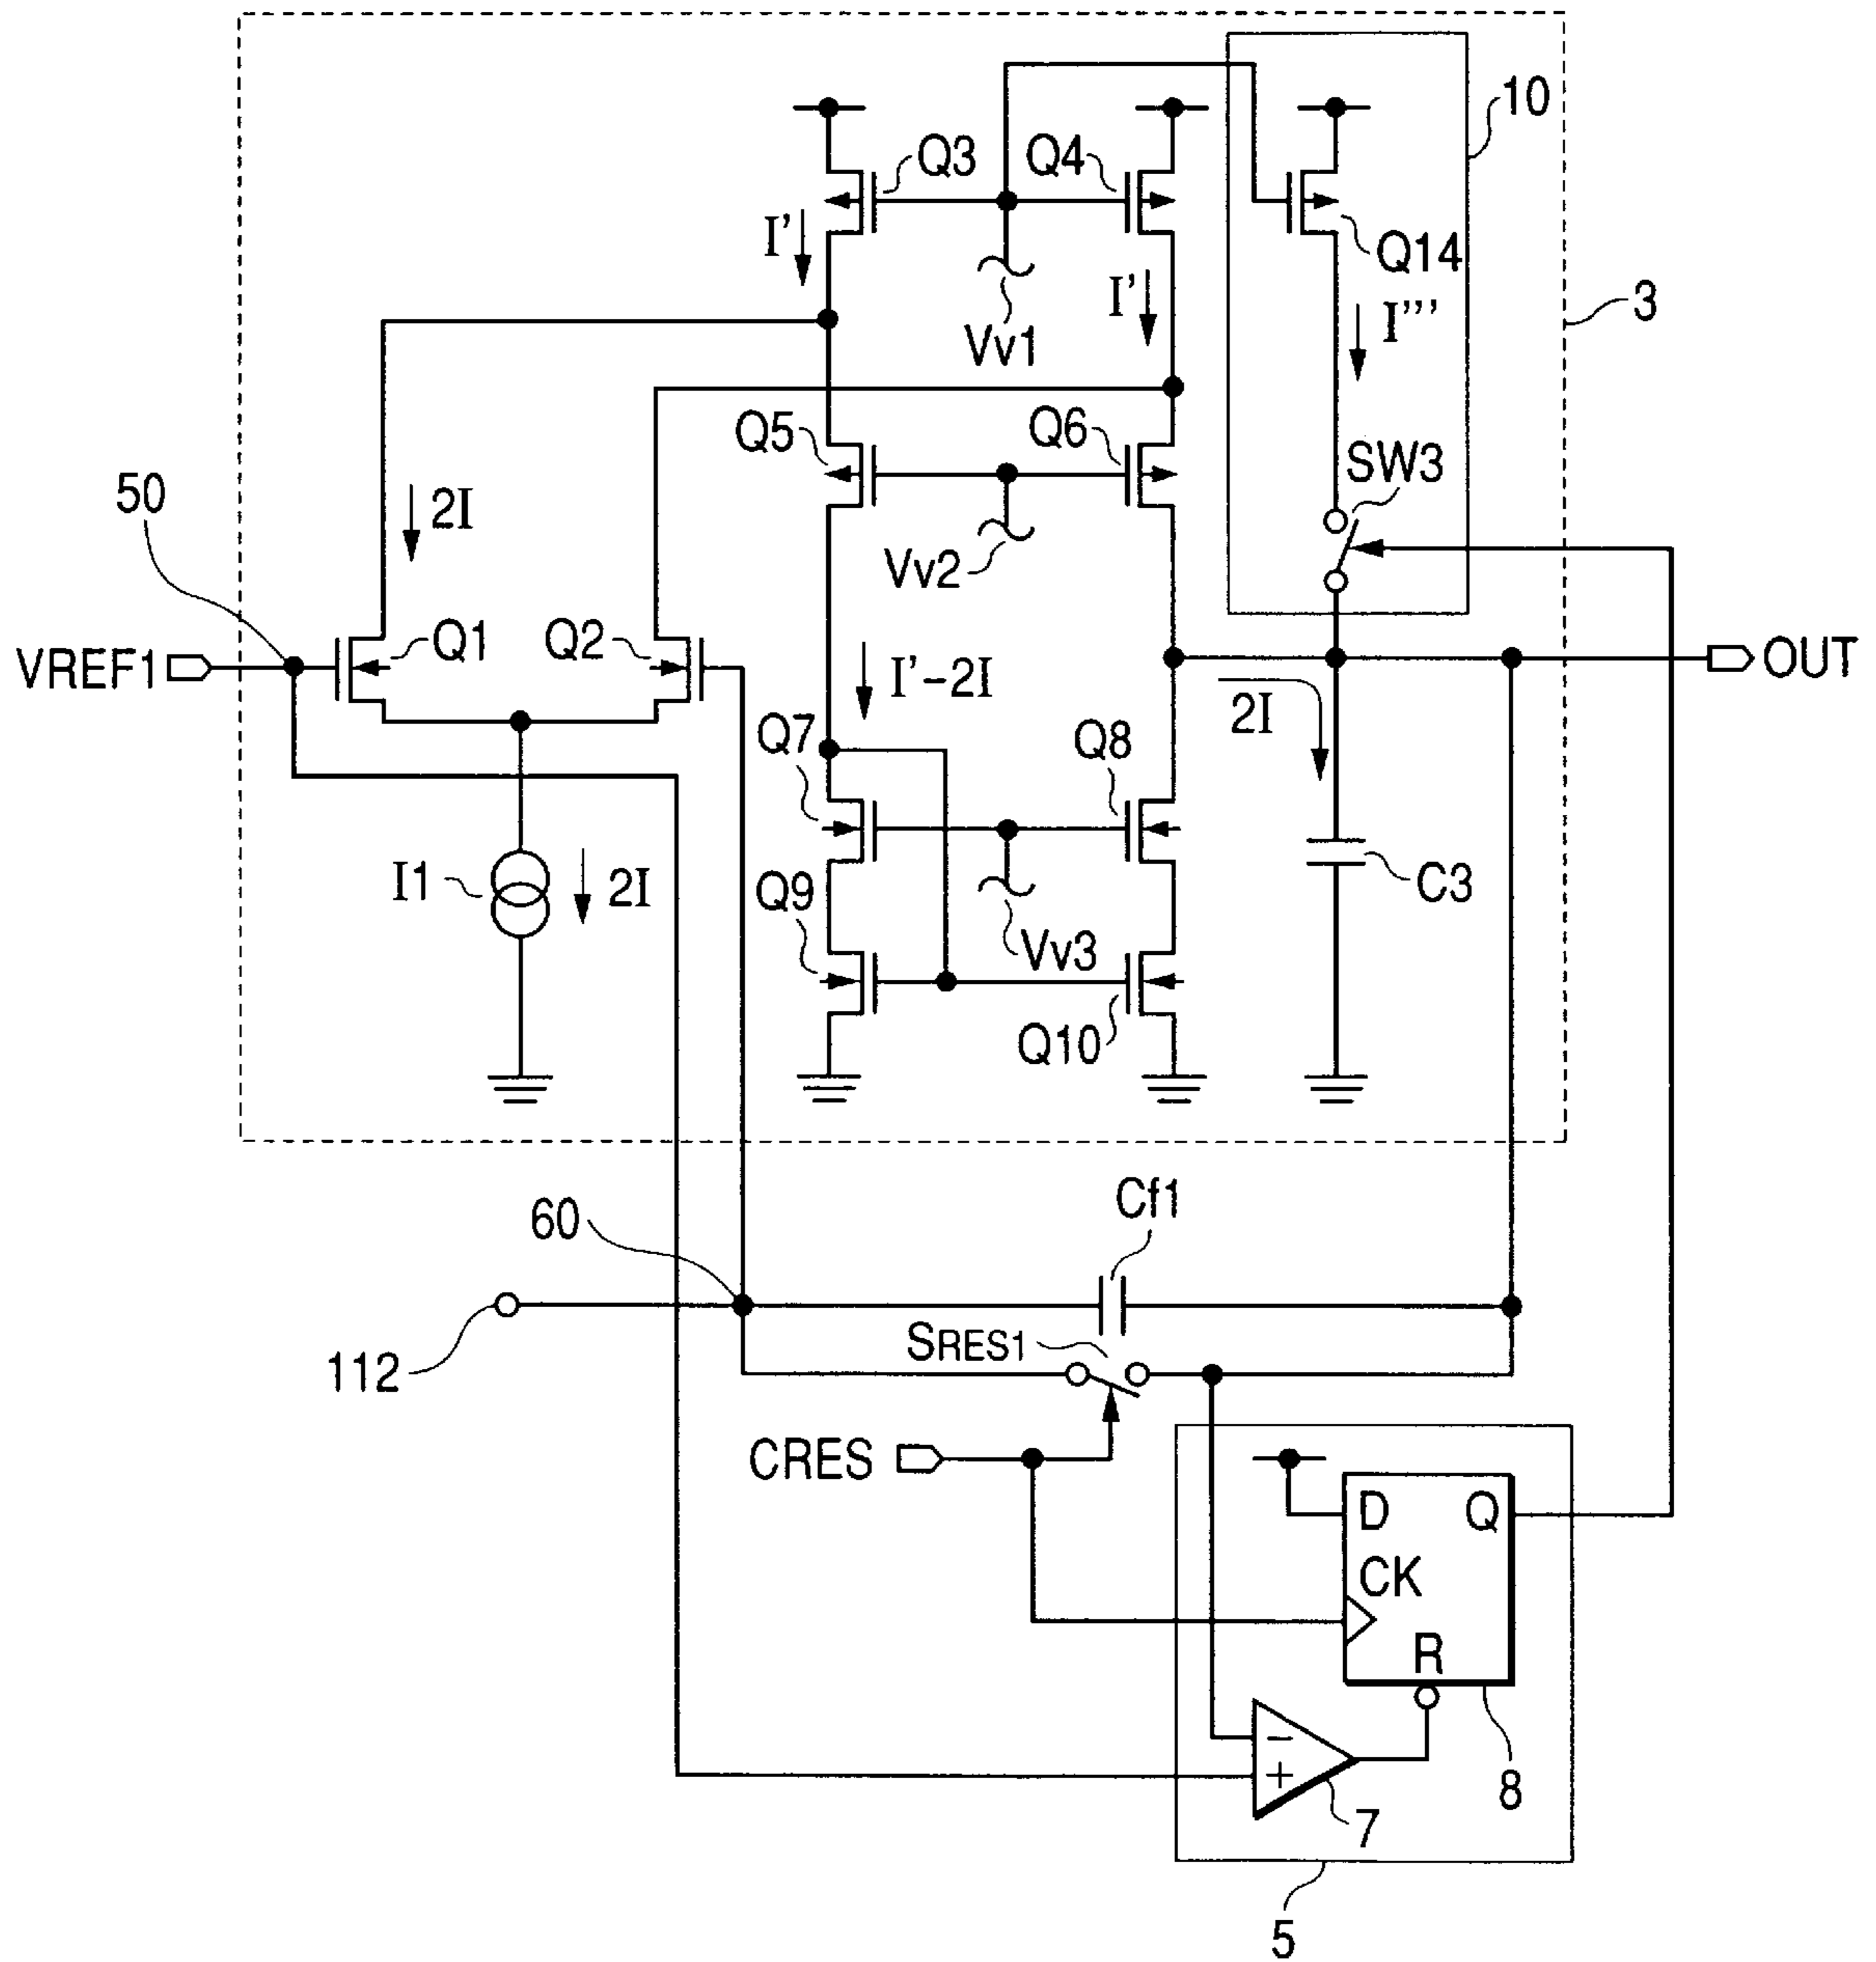 10
Q3
Q4
I'
Q14
3
I'
Vv1
I'''
Q5
Q6
SW3
50
2I
Vv2
VREF1
Q1
Q2
I'-2I
OUT
2I
Q7
Q8
I1
2I
Q9
C3
Vv3
Q10
Cf1
60
SRES1
112
CRES
D
Q
CK
R
−
+
7
8
5